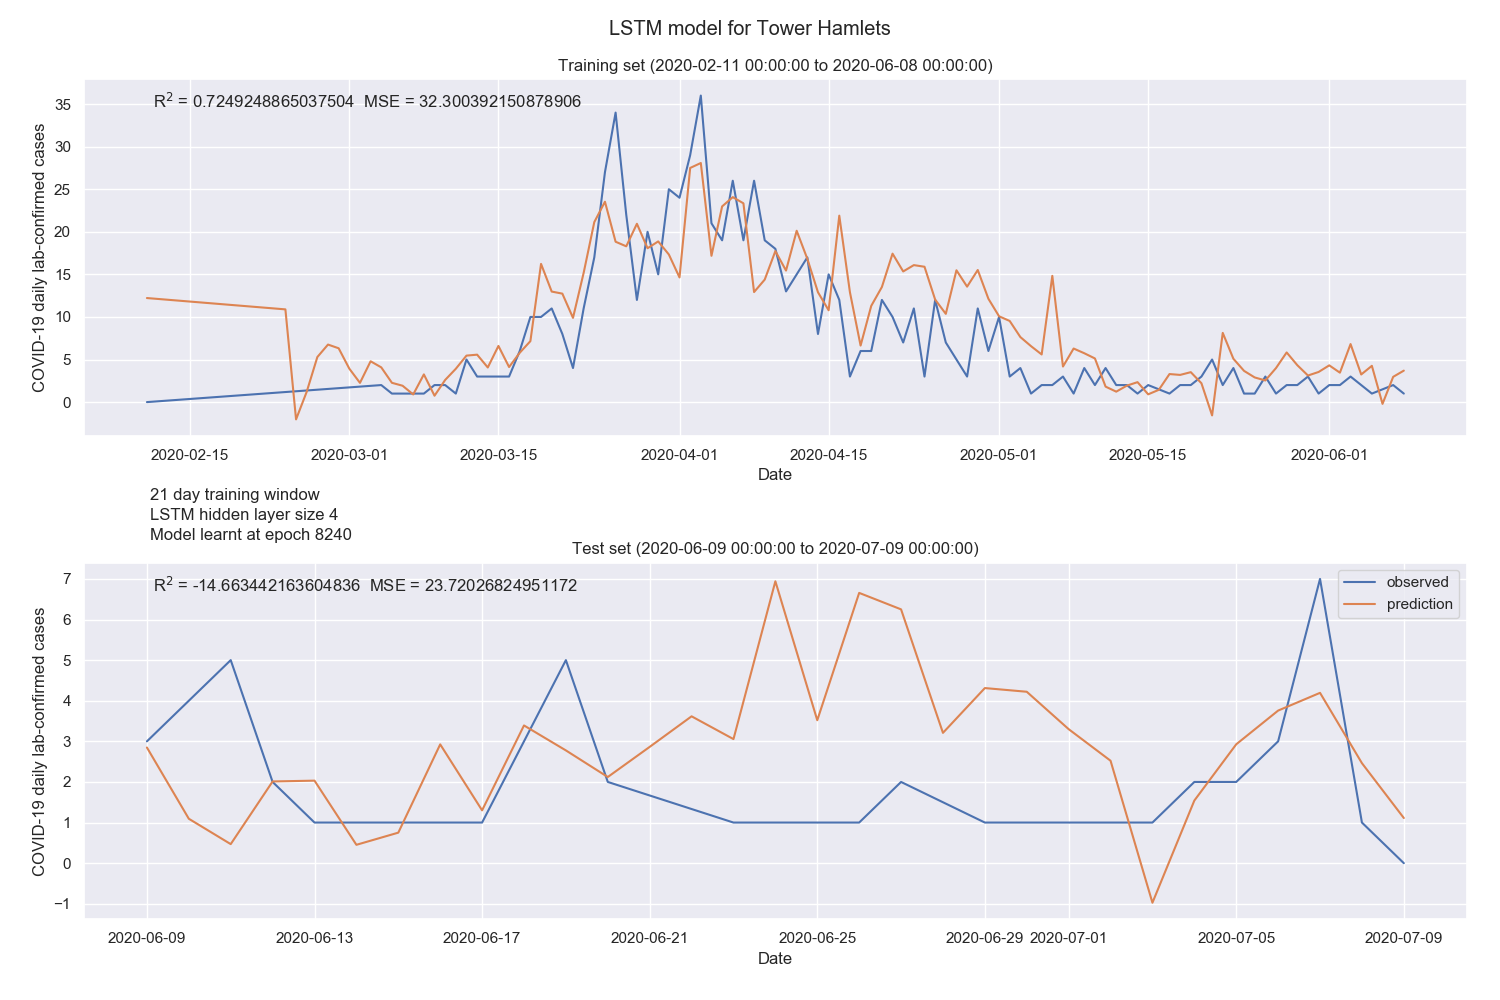 LSTM model for Tower Hamlets
Training set (2020-02-11 00:00:00 to 2020-06-08 00:00:00)
R² = 0.7249248865037504 MSE = 32.300392150878906
COVID-19 daily lab-confirmed cases
35
30
25
20
15
10
5
0
2020-02-15 2020-03-01 2020-03-15 2020-04-01 2020-04-15 2020-05-01 2020-05-15 2020-06-01
Date
21 day training window
LSTM hidden layer size 4
Model learnt at epoch 8240
Test set (2020-06-09 00:00:00 to 2020-07-09 00:00:00)
R² = -14.663442163604836 MSE = 23.72026824951172
observed
prediction
COVID-19 daily lab-confirmed cases
7
6
5
4
3
2
1
0
−1
2020-06-09 2020-06-13 2020-06-17 2020-06-21 2020-06-25 2020-06-29 2020-07-01 2020-07-05 2020-07-09
Date